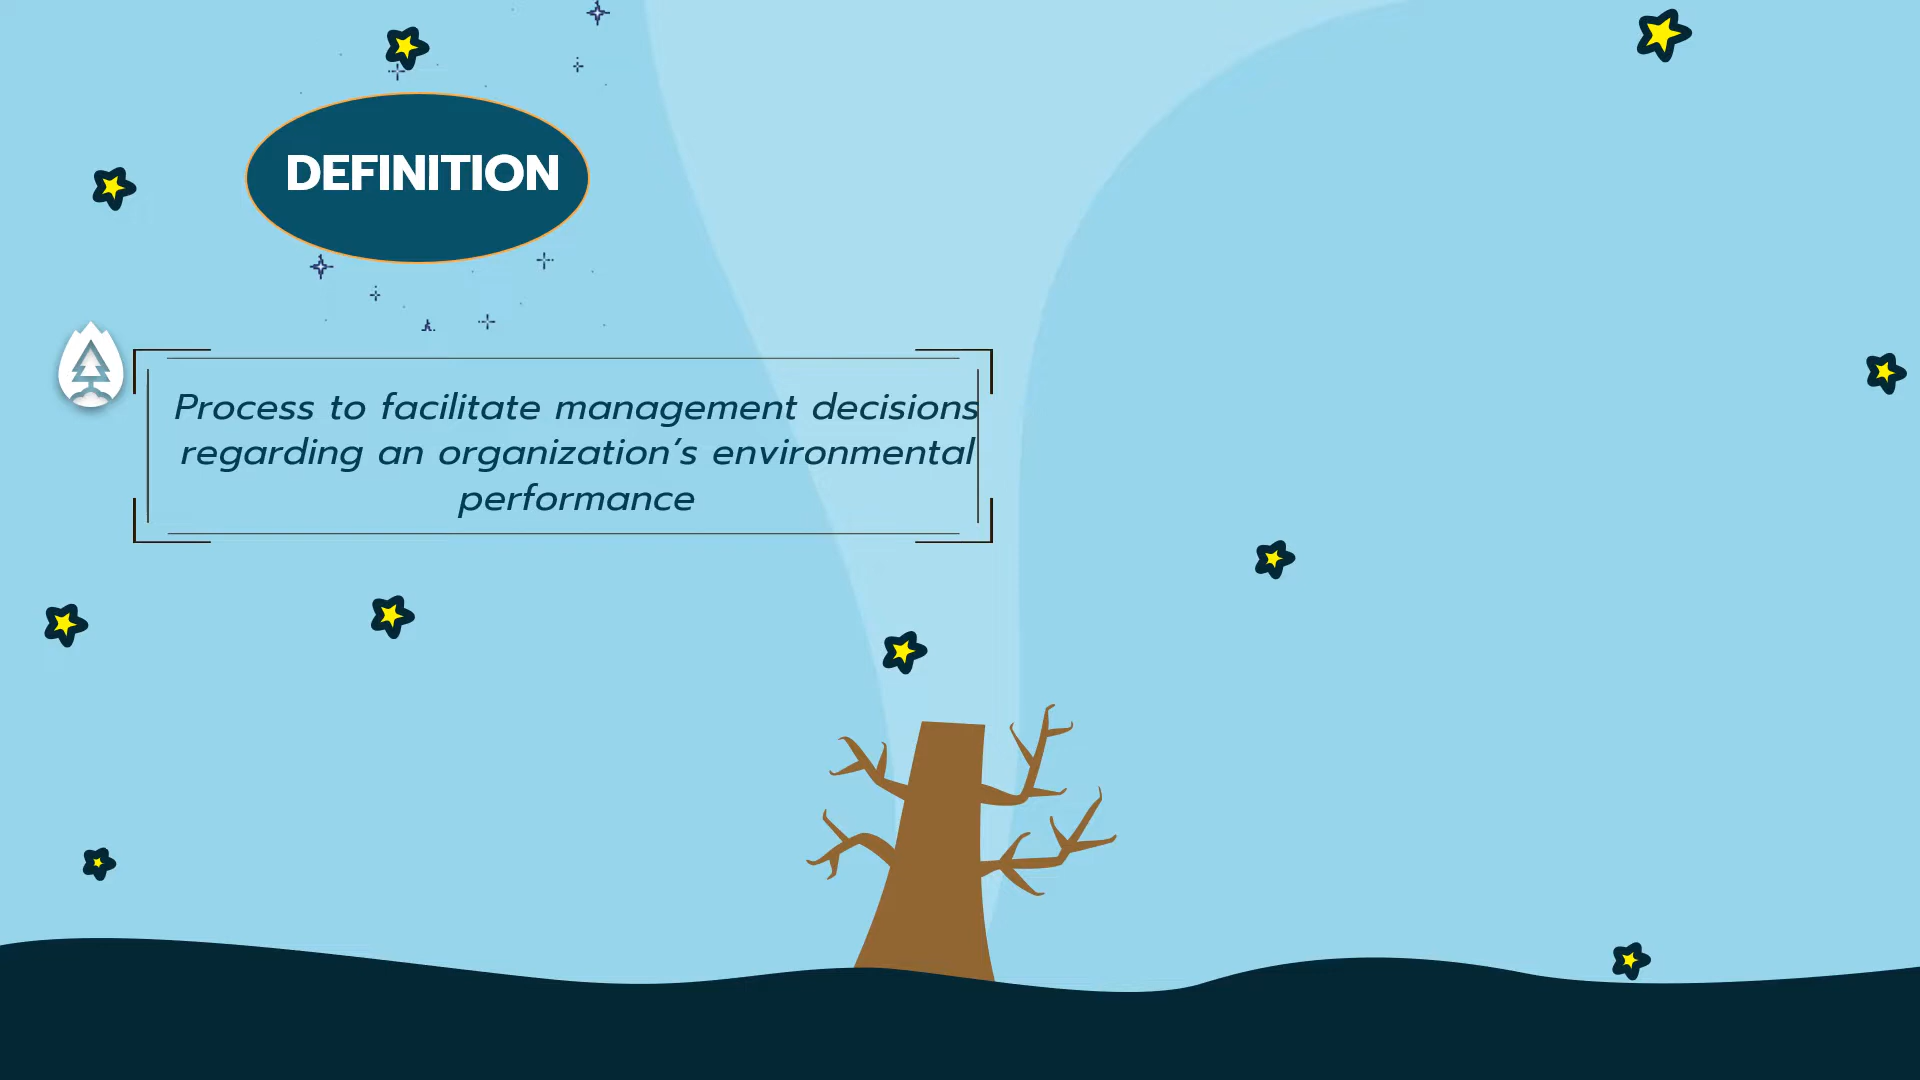 DEFINITION
Process to facilitate management decisions
regarding an organization’s environmental
performance